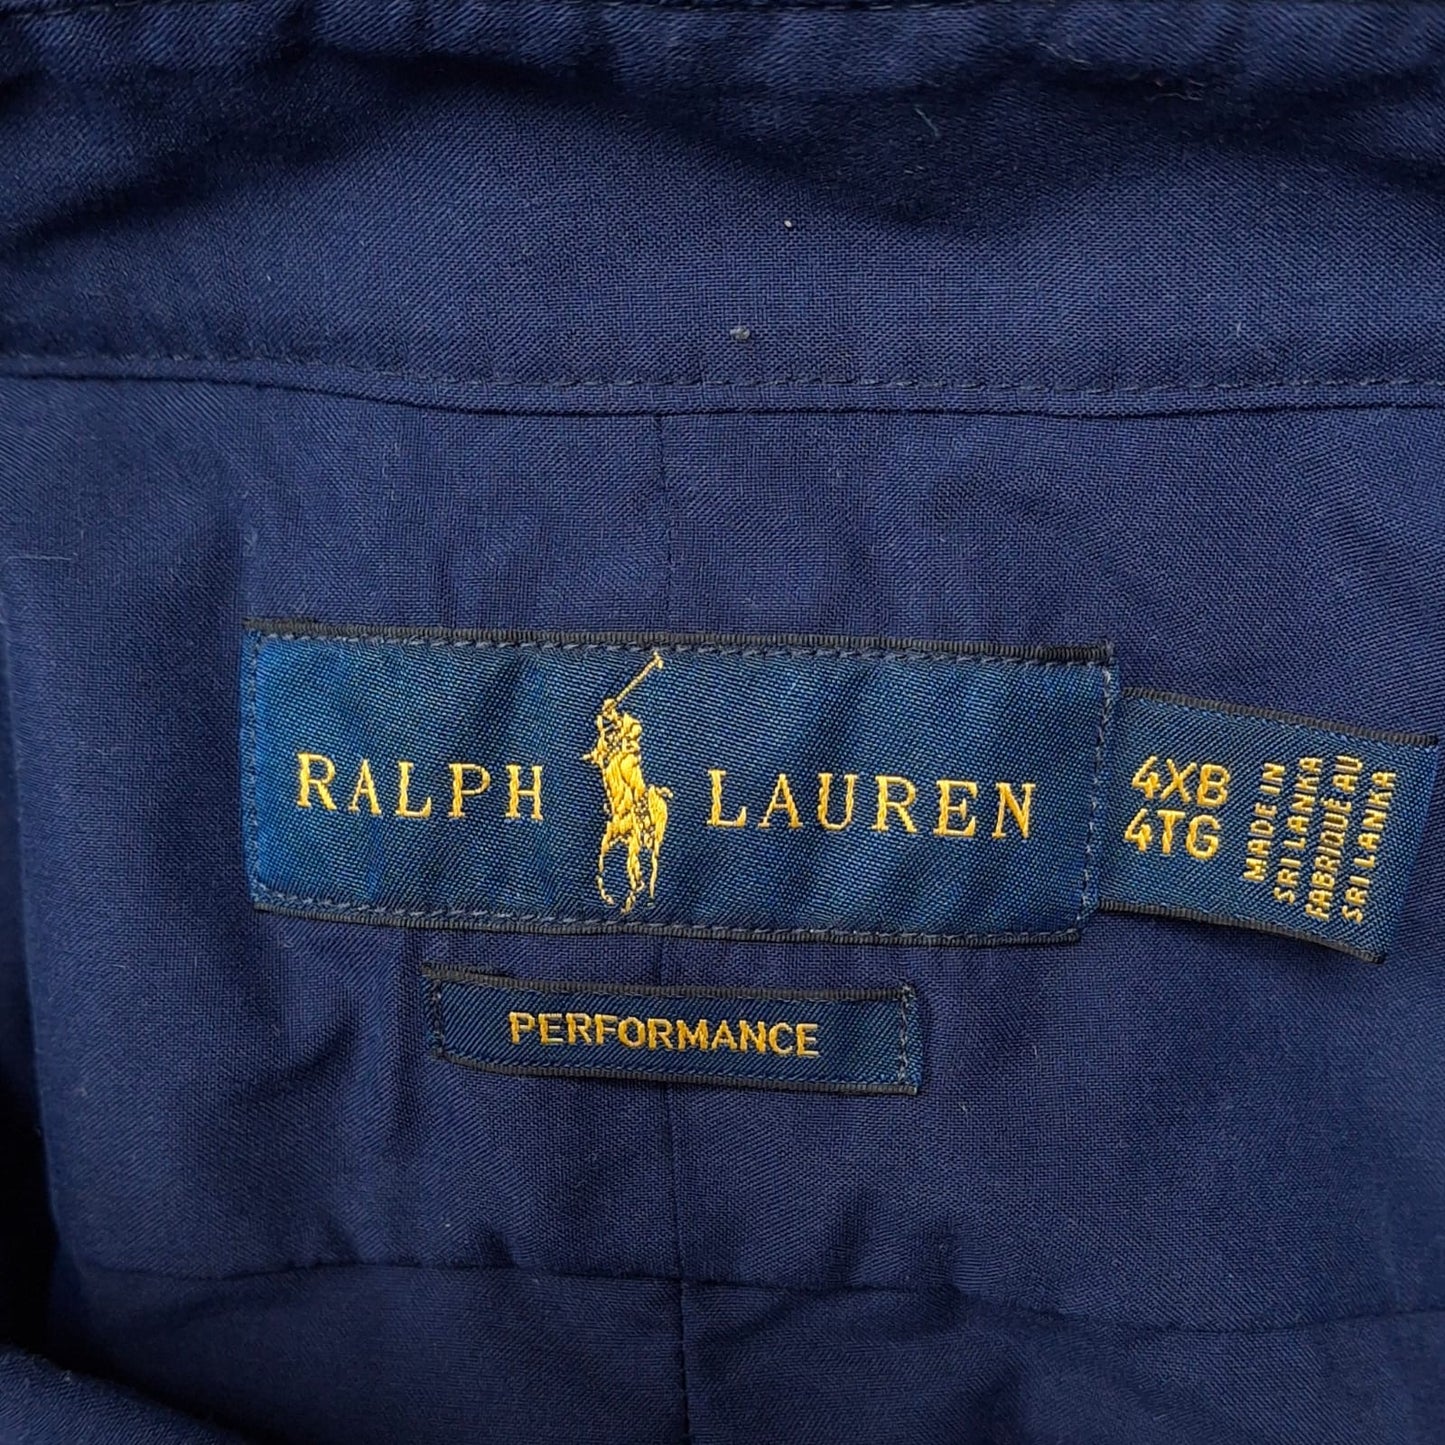 RALPH LAUREN
4XB
4TG
MADE IN
SRI LANKA
FABRIQUÉ AU
SRI LANKA
PERFORMANCE